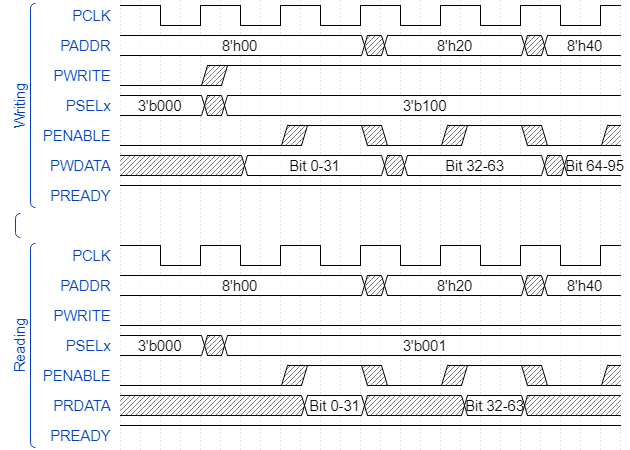 Writing
PCLK
PADDR 8'h00 8'h20 8'h40
PWRITE
PSELx 3'b000 3'b100
PENABLE
PWDATA Bit 0-31 Bit 32-63 Bit 64-95
PREADY
Reading
PCLK
PADDR 8'h00 8'h20 8'h40
PWRITE
PSELx 3'b000 3'b001
PENABLE
PRDATA Bit 0-31 Bit 32-63
PREADY